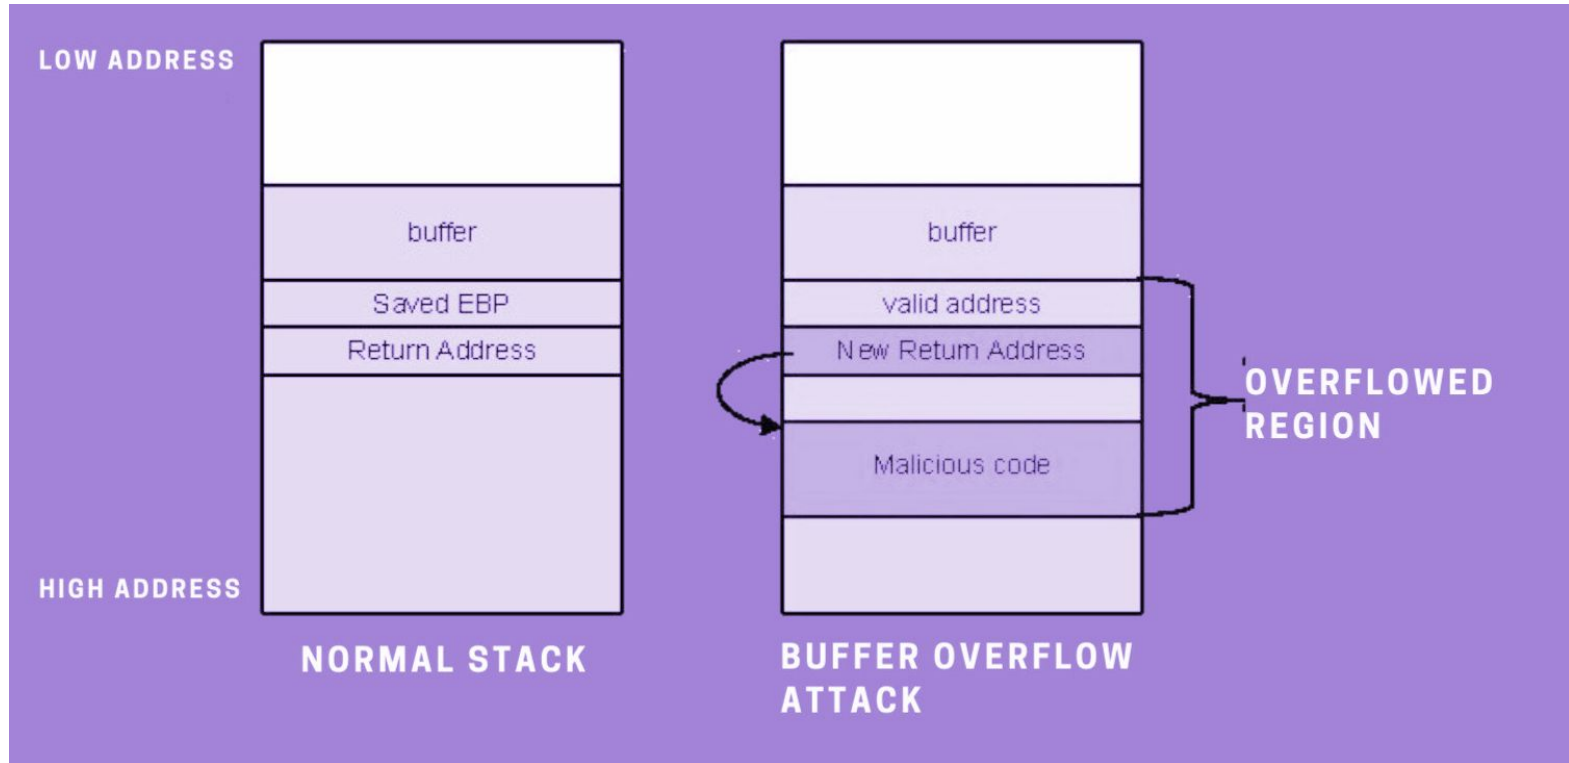 LOW ADDRESS
buffer
Saved EBP
Return Address
HIGH ADDRESS
NORMAL STACK
buffer
valid address
New Return Address
Malicious code
OVERFLOWED
REGION
BUFFER OVERFLOW
ATTACK